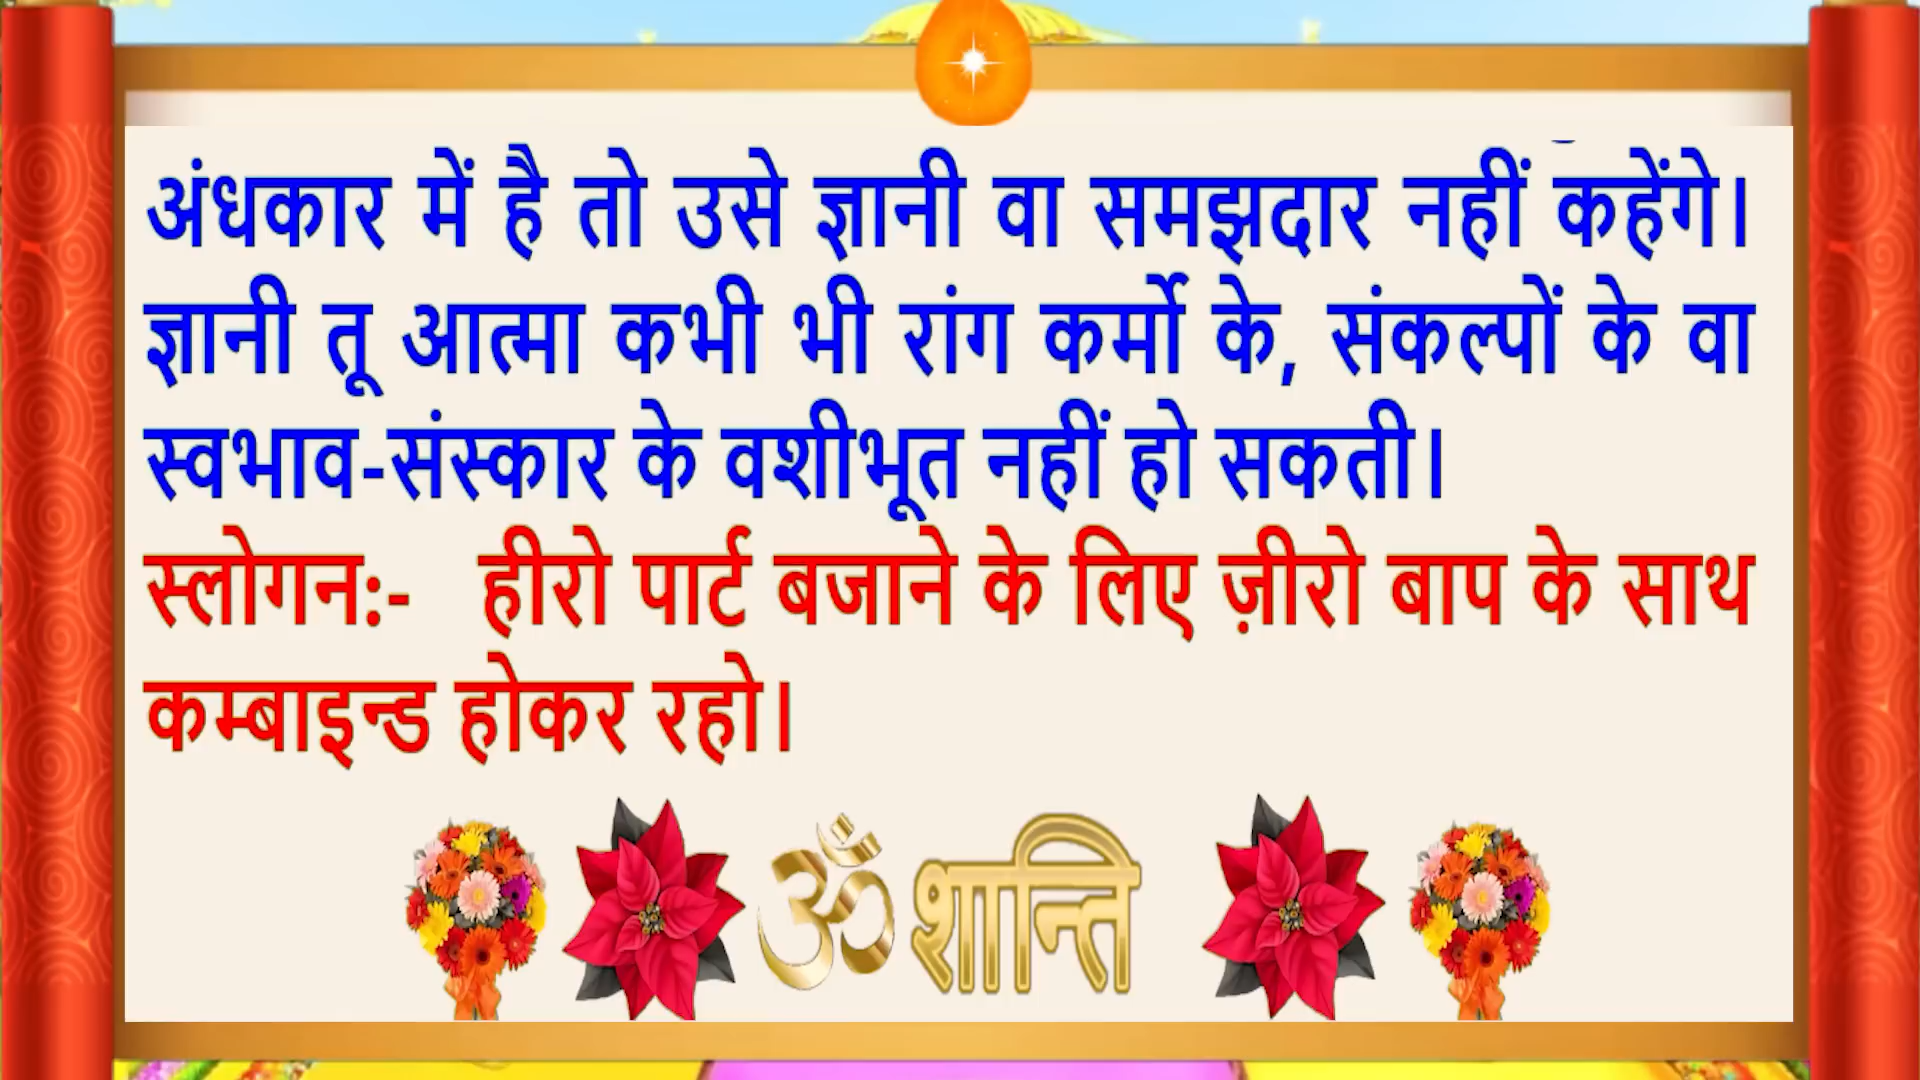 अंधकार में है तो उसे ज्ञानी वा समझदार नहीं कहेंगे।
ज्ञानी तू आत्मा कभी भी रांग कर्मो के, संकल्पों के वा
स्वभाव-संस्कार के वशीभूत नहीं हो सकती।
स्लोगन:- हीरो पार्ट बजाने के लिए ज़ीरो बाप के साथ
कम्बाइन्ड होकर रहो।
ॐ शान्ति